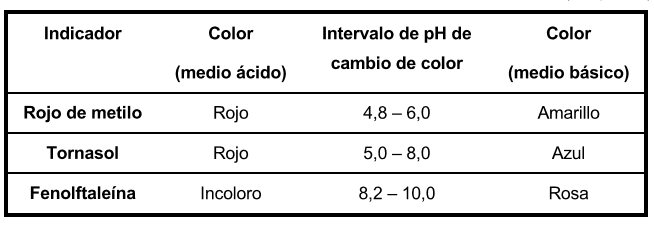 Indicador Color Intervalo de pH de Color
(medio ácido) cambio de color (medio básico)
Rojo de metilo Rojo 4,8 – 6,0 Amarillo
Tornasol Rojo 5,0 – 8,0 Azul
Fenolftaleína Incoloro 8,2 – 10,0 Rosa